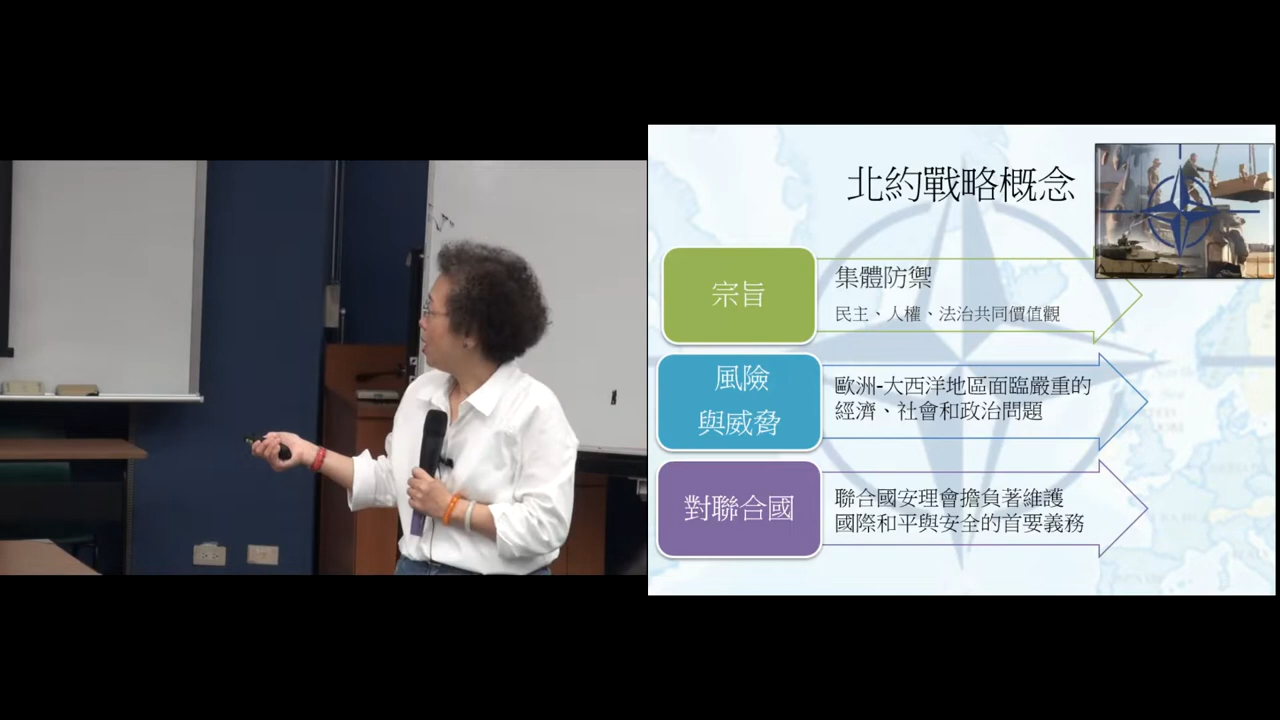 北約戰略概念
宗旨
集體防禦
民主、人權、法治共同價值觀
風險
與威脅
歐洲-大西洋地區面臨嚴重的
經濟、社會和政治問題
對聯合國
聯合國安理會擔負著維護
國際和平與安全的首要義務